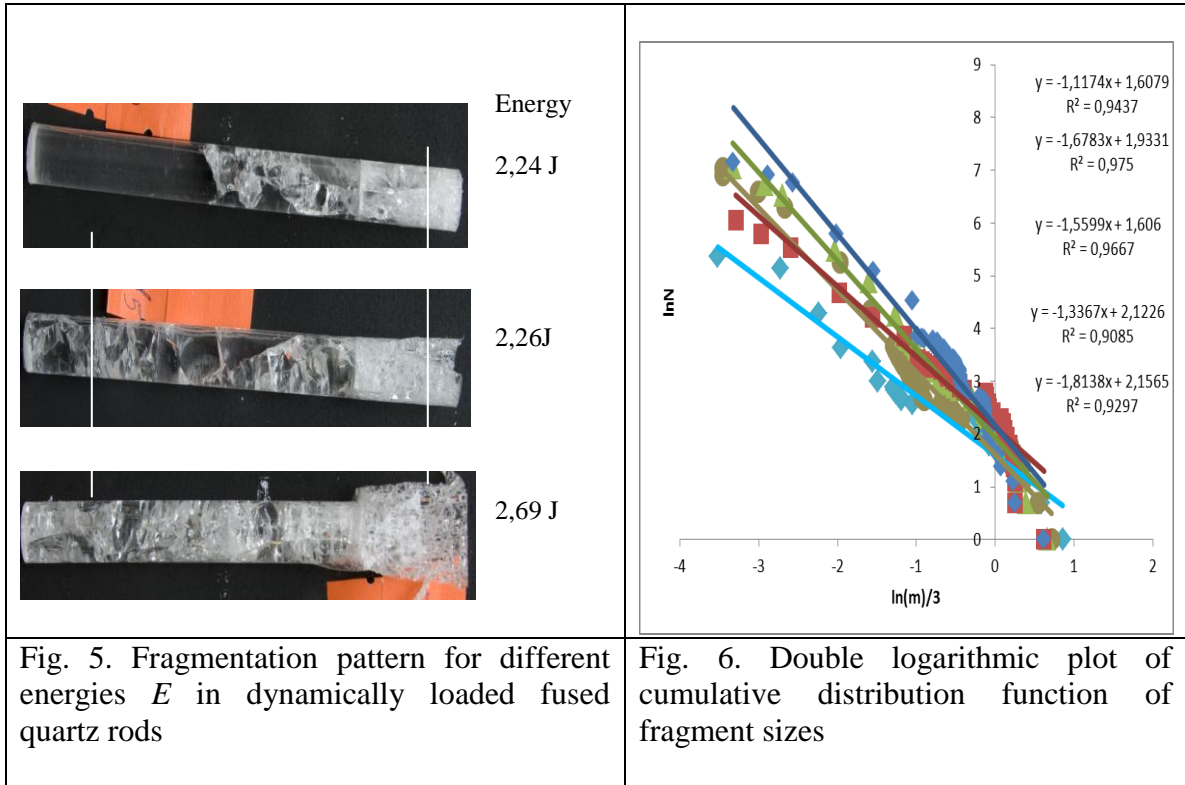 Energy
2,24 J
2,26J
2,69 J
Fig. 5. Fragmentation pattern for different
energies E in dynamically loaded fused
quartz rods
9
8
7
6
5
4
3
2
1
0
-4 -3 -2 -1 0 1 2
lnN
ln(m)/3
y = -1,1174x + 1,6079
R² = 0,9437
y = -1,6783x + 1,9331
R² = 0,975
y = -1,5599x + 1,606
R² = 0,9667
y = -1,3367x + 2,1226
R² = 0,9085
y = -1,8138x + 2,1565
R² = 0,9297
Fig. 6. Double logarithmic plot of
cumulative distribution function of
fragment sizes